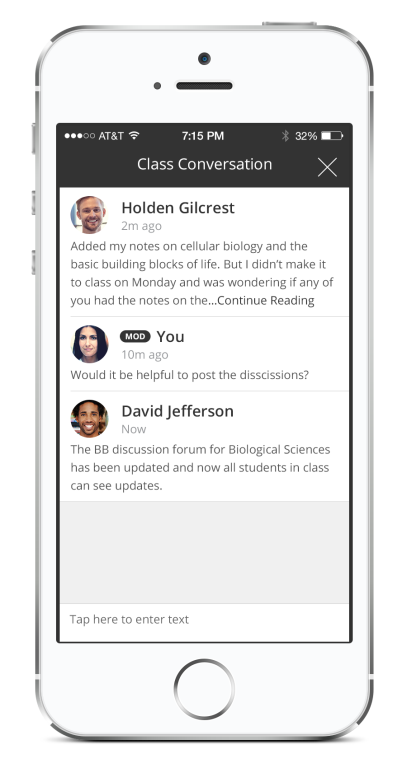 AT&T 7:15 PM 32%
Class Conversation
Holden Gilcrest
2m ago
Added my notes on cellular biology and the
basic building blocks of life. But I didn't make it
to class on Monday and was wondering if any of
you had the notes on the...Continue Reading
MOD You
10m ago
Would it be helpful to post the disscissions?
David Jefferson
Now
The BB discussion forum for Biological Sciences
has been updated and now all students in class
can see updates.
Tap here to enter text